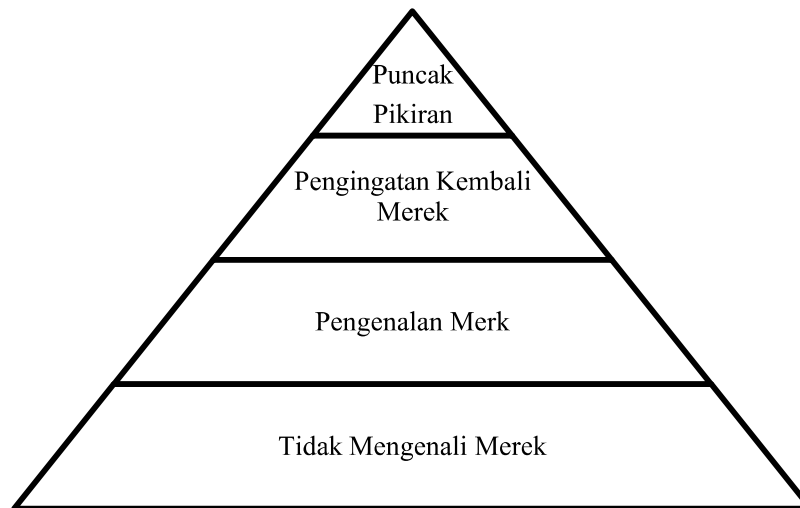 Puncak
Pikiran
Pengingatan Kembali
Merek
Pengenalan Merk
Tidak Mengenali Merek